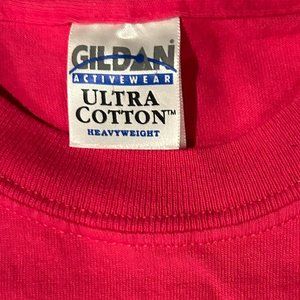 GILDAN
ACTIVEWEAR
ULTRA
COTTON™
HEAVYWEIGHT